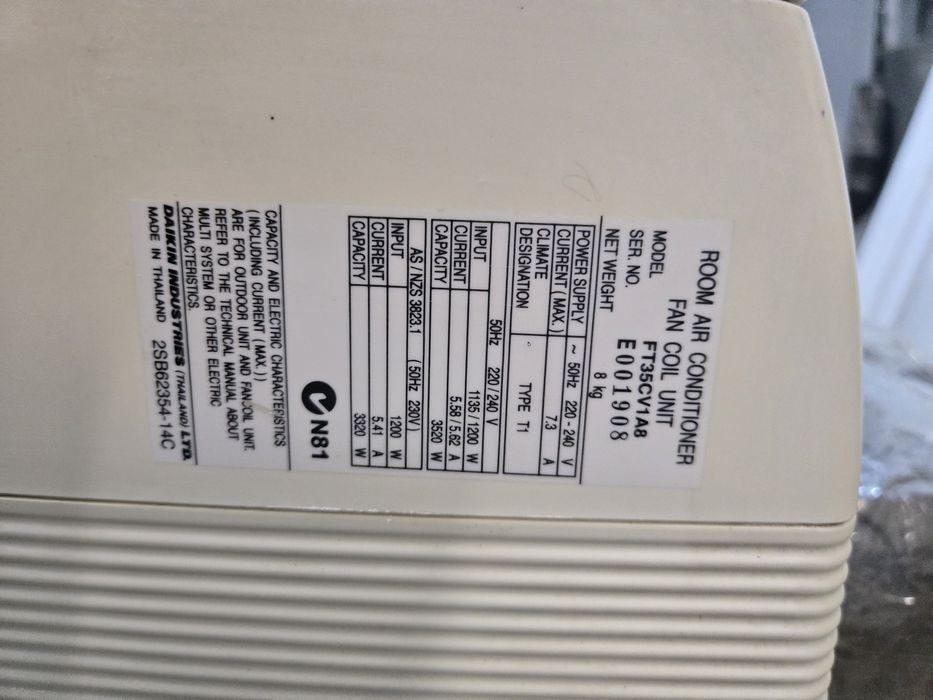 ROOM AIR CONDITIONER
FAN COIL UNIT
MODEL FT35CV1A8
SER. NO. E001908
NET WEIGHT 8 kg
POWER SUPPLY ~ 50Hz 220 - 240 V
CURRENT ( MAX. ) 7.3 A
CLIMATE
DESIGNATION TYPE T1
50Hz 220 / 240 V
INPUT 1135 / 1200 W
CURRENT 5.58 / 5.62 A
CAPACITY 3520 W
AS / NZS 3823.1 ( 50Hz 230V )
INPUT 1200 W
CURRENT 5.41 A
CAPACITY 3320 W
N81
CAPACITY AND ELECTRIC CHARACTERISTICS
( INCLUDING CURRENT ( MAX. ) )
ARE FOR OUTDOOR UNIT AND FANCOIL UNIT.
REFER TO THE TECHNICAL MANUAL ABOUT
MULTI SYSTEM OR OTHER ELECTRIC
CHARACTERISTICS.
DAIKIN INDUSTRIES (THAILAND) LTD.
MADE IN THAILAND 2SB62354-14C